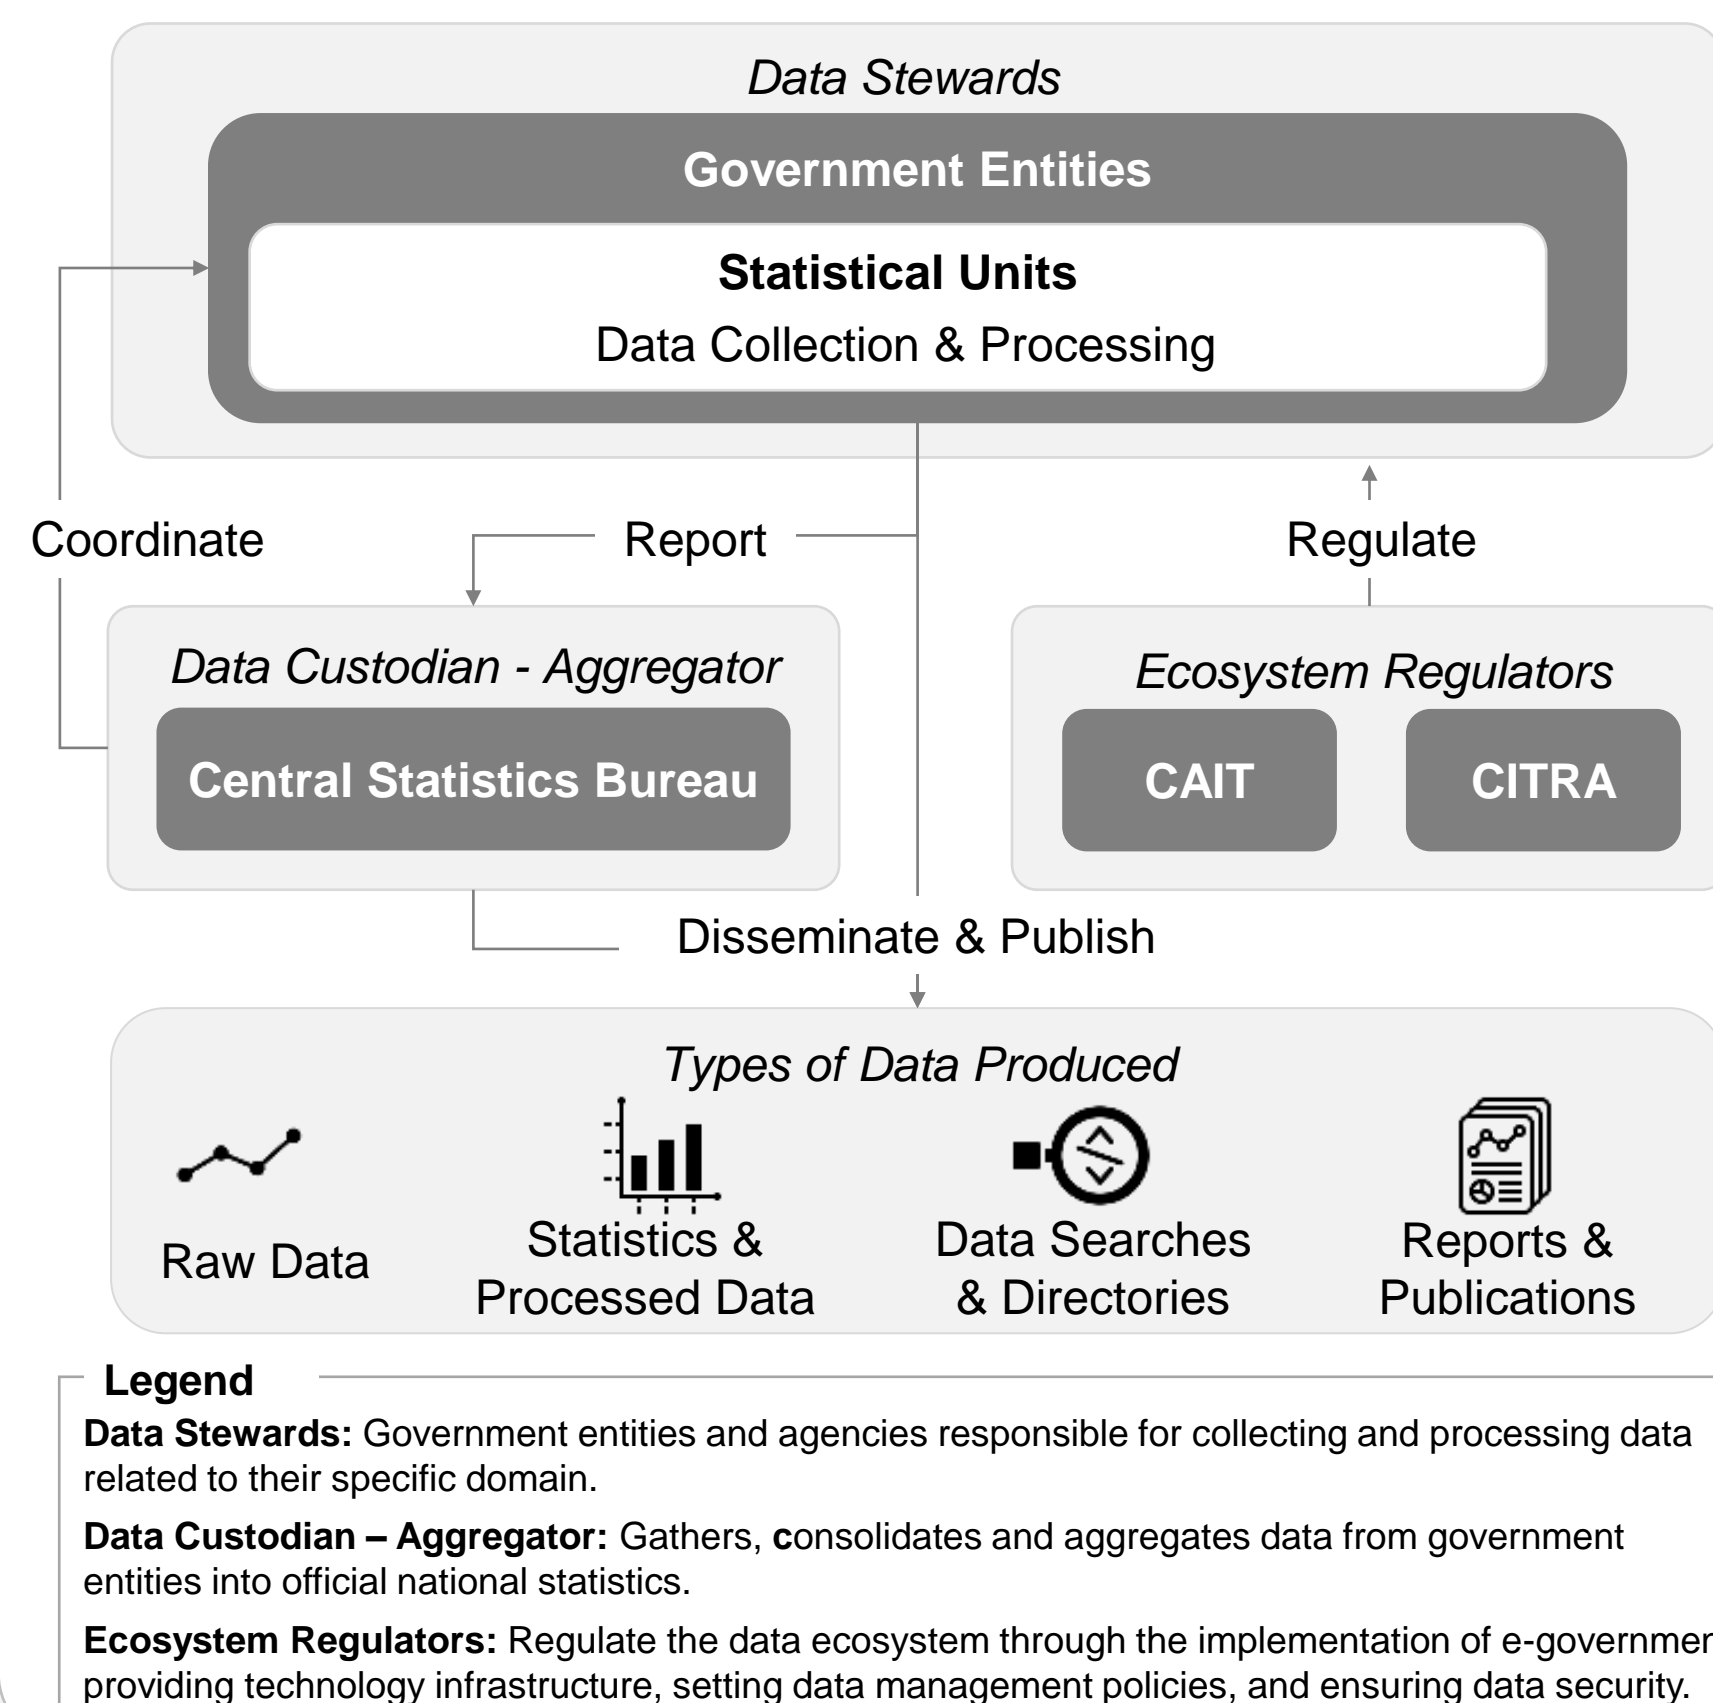 Data Stewards
Government Entities
Statistical Units
Data Collection & Processing
Coordinate
Report
Regulate
Data Custodian - Aggregator
Central Statistics Bureau
Ecosystem Regulators
CAIT
CITRA
Disseminate & Publish
Types of Data Produced
Raw Data
Statistics &
Processed Data
Data Searches
& Directories
Reports &
Publications
Legend
Data Stewards: Government entities and agencies responsible for collecting and processing data
related to their specific domain.
Data Custodian – Aggregator: Gathers, consolidates and aggregates data from government
entities into official national statistics.
Ecosystem Regulators: Regulate the data ecosystem through the implementation of
providing technology infrastructure, setting data management policies, and ensuring data security.